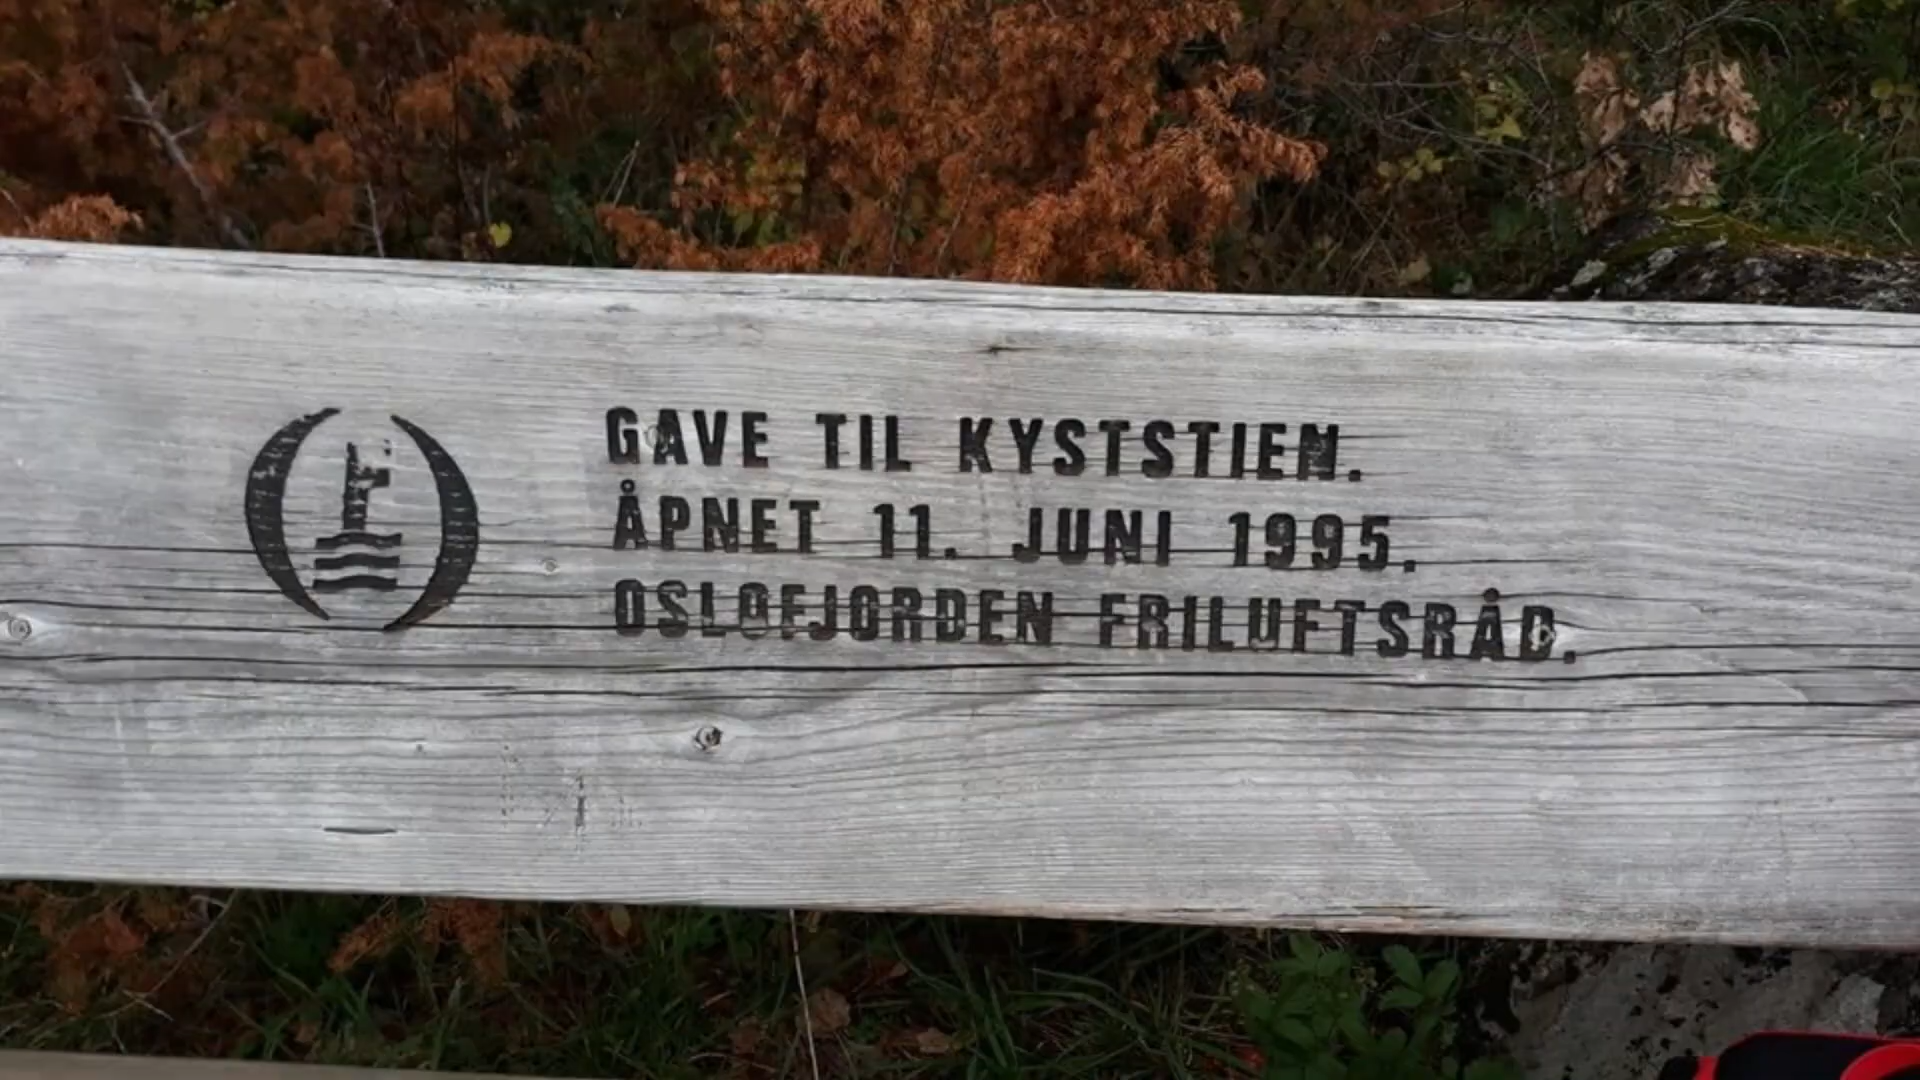 GAVE TIL KYSTSTIEN.
ÅPNET 11. JUNI 1995.
OSLOFJORDEN FRILUFTSRÅD.